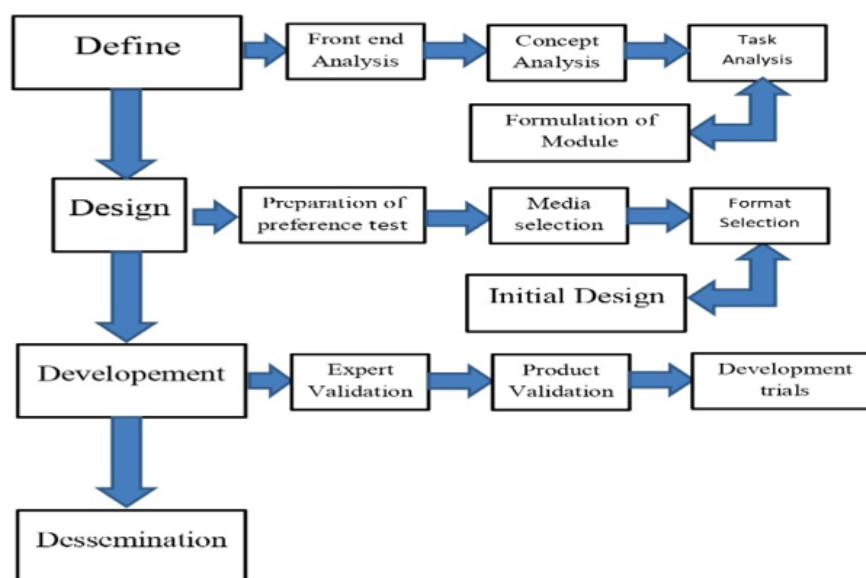 Define
Front end
Analysis
Concept
Analysis
Task
Analysis
Formulation of
Module
Design
Preparation of
preference test
Media
selection
Format
Selection
Initial Design
Developement
Expert
Validation
Product
Validation
Development
trials
Dessemination